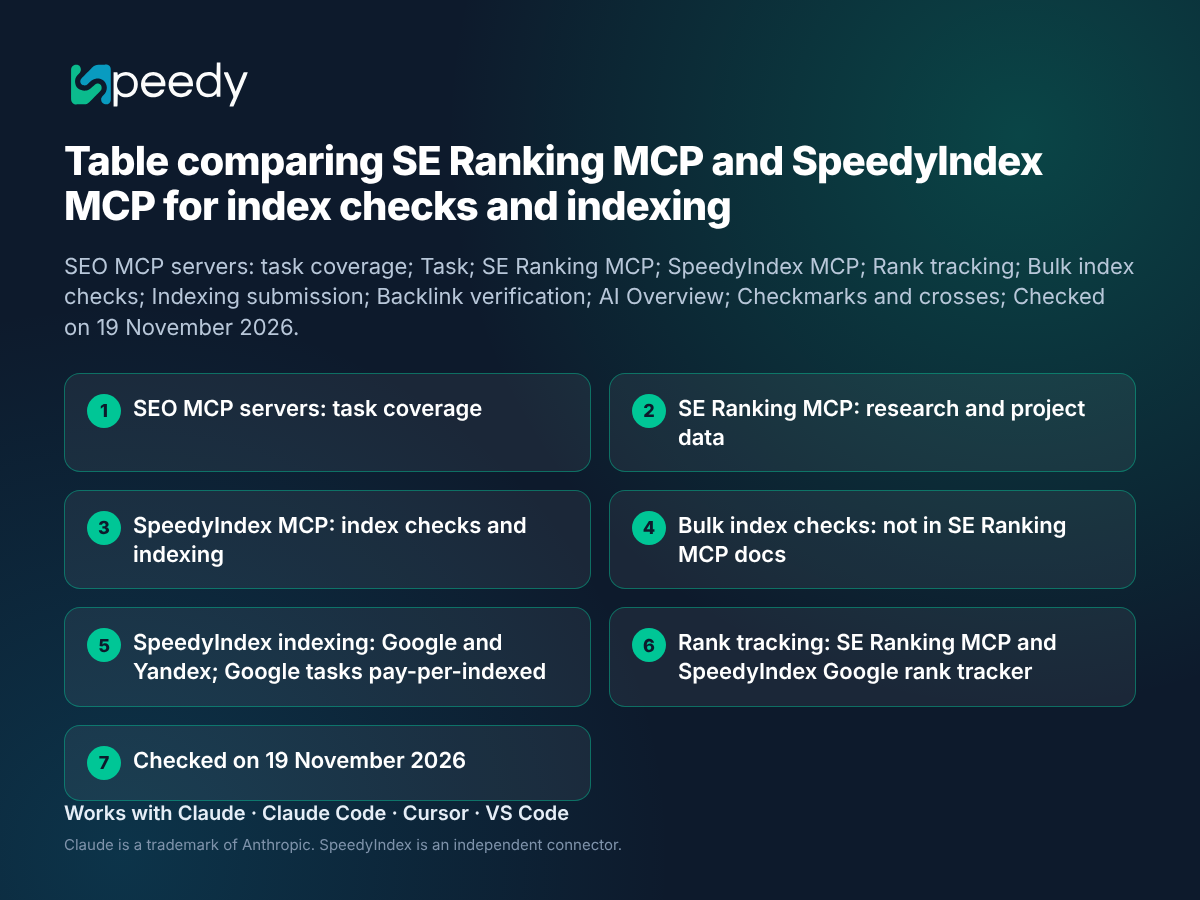 Speedy
Table comparing SE Ranking MCP and SpeedyIndex
MCP for index checks and indexing
SEO MCP servers: task coverage; Task; SE Ranking MCP; SpeedyIndex MCP; Rank tracking; Bulk index
checks; Indexing submission; Backlink verification; AI Overview; Checkmarks and crosses; Checked
on 19 November 2026.
1 SEO MCP servers: task coverage
2 SE Ranking MCP: research and project
data
3 SpeedyIndex MCP: index checks and
indexing
4 Bulk index checks: not in SE Ranking
MCP docs
5 SpeedyIndex indexing: Google and
Yandex; Google tasks pay-per-indexed
6 Rank tracking: SE Ranking MCP and
SpeedyIndex Google rank tracker
7 Checked on 19 November 2026
Works with Claude · Claude Code · Cursor · VS Code
Claude is a trademark of Anthropic. SpeedyIndex is an independent connector.